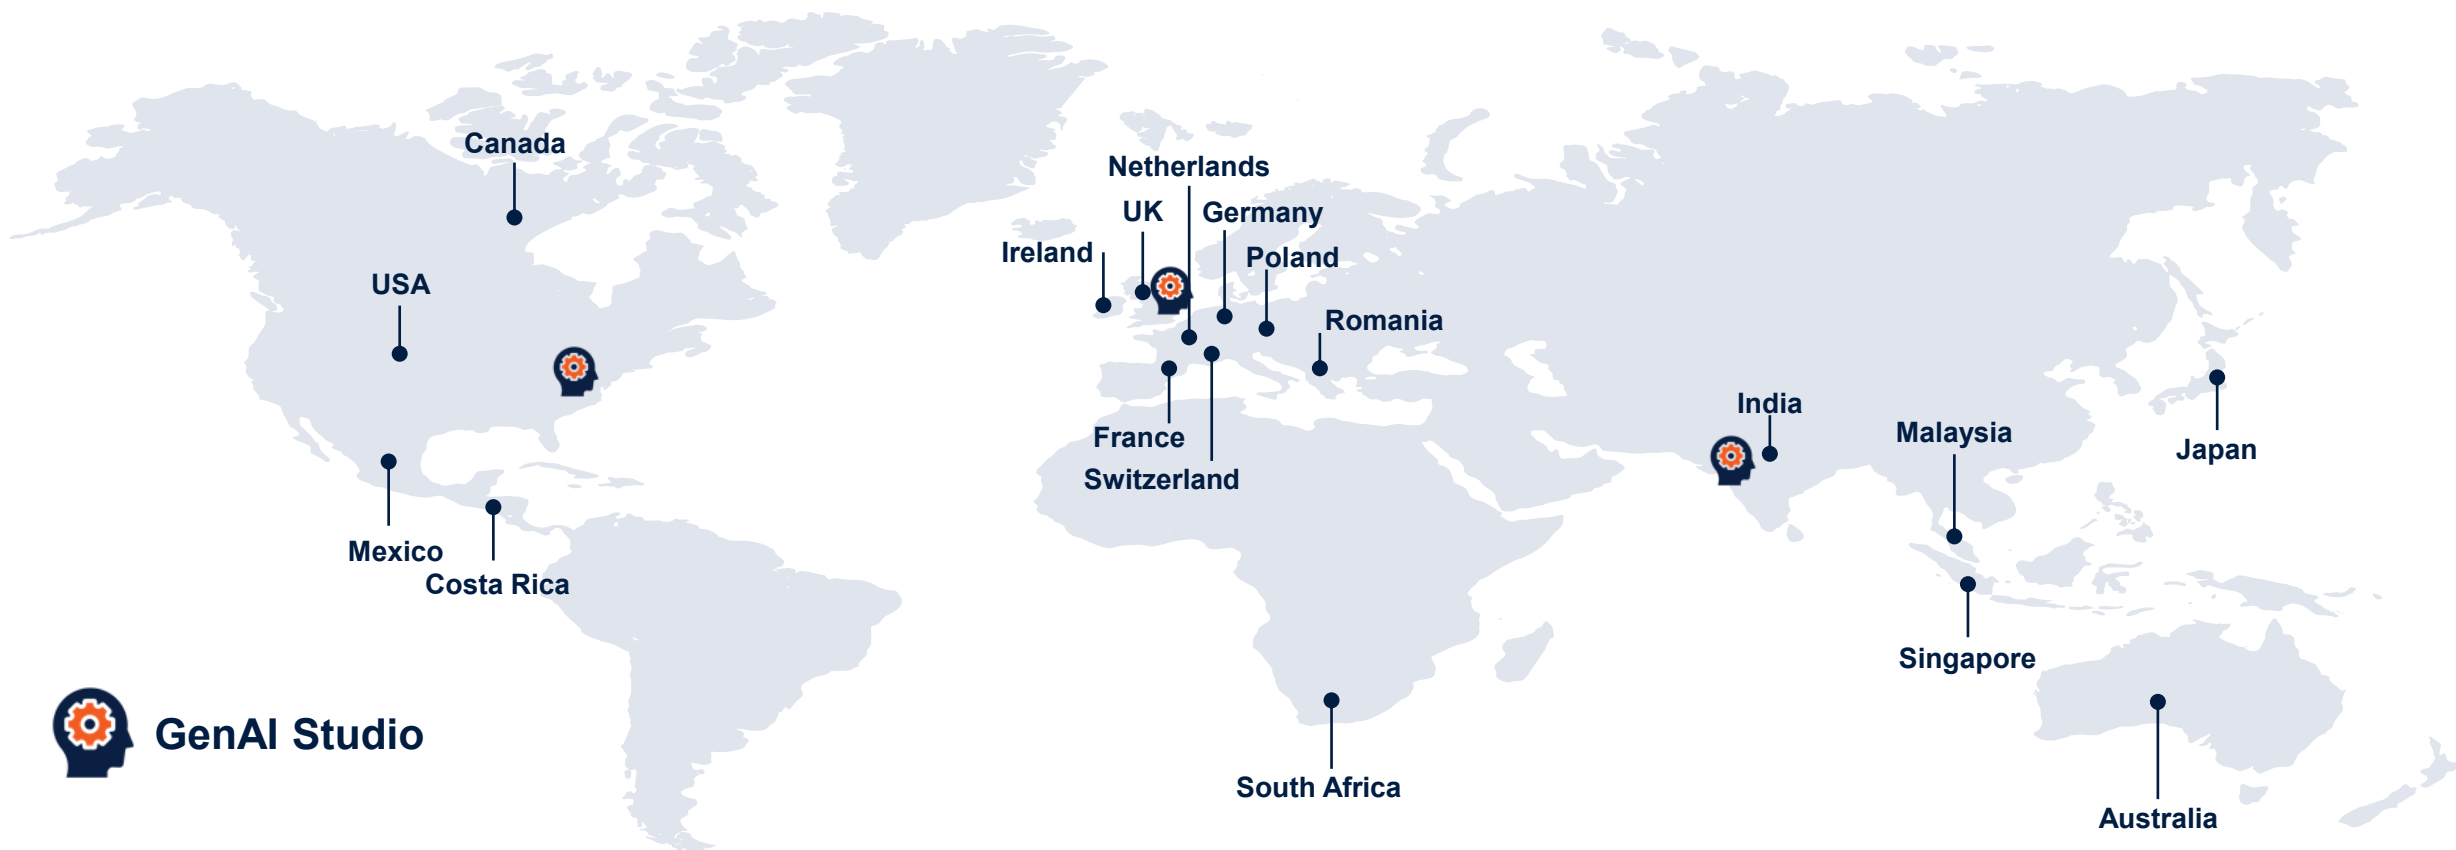 Canada
Netherlands
UK
Germany
Ireland
Poland
USA
Romania
India
Malaysia
France
Japan
Switzerland
Mexico
Costa Rica
Singapore
GenAI Studio
South Africa
Australia